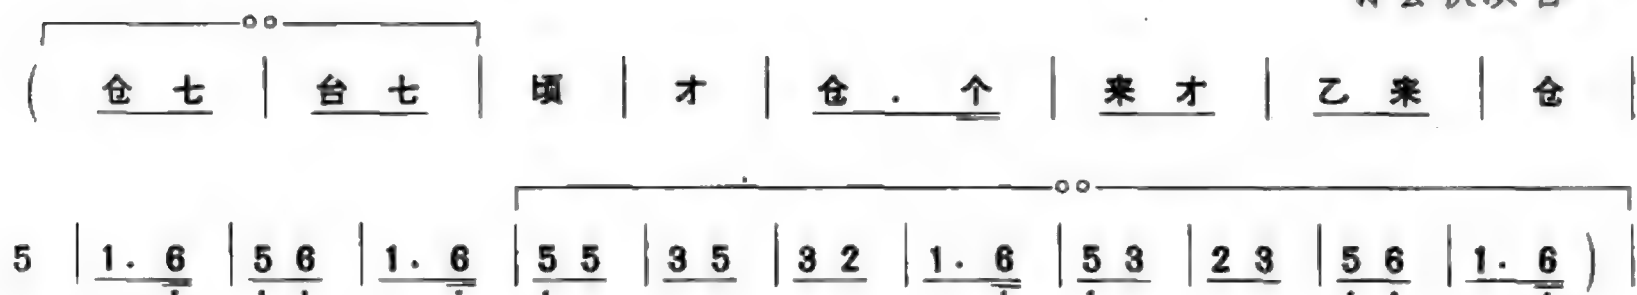 ( 仓 七 | 台 七 | 顷 | 才 | 仓 . 个 | 来 才 | 乙 来 | 仓 |
5 | 1. 6 | 5 6 | 1. 6 | 5 5 | 3 5 | 3 2 | 1. 6 | 5 3 | 2 3 | 5 6 | 1. 6 ) |